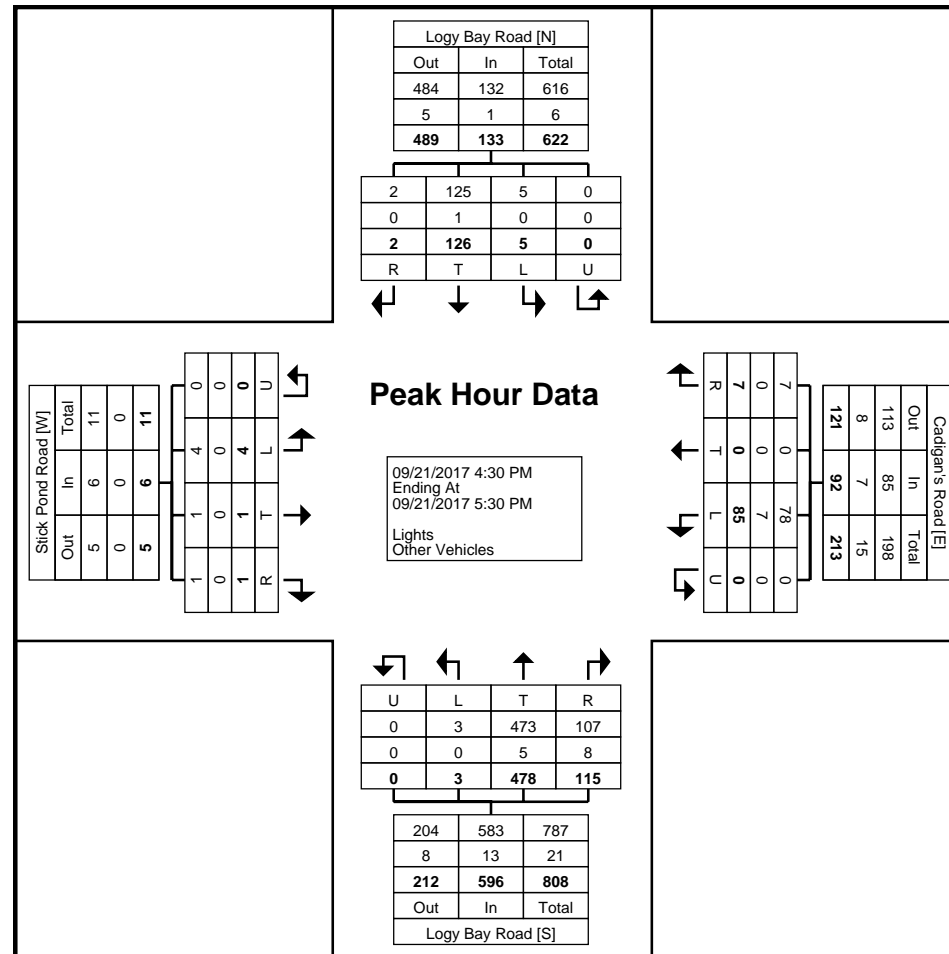 Logy Bay Road [N]
Out In Total
484 132 616
5 1 6
489 133 622
2 125 5 0
0 1 0 0
2 126 5 0
R T L U
Peak Hour Data
09/21/2017 4:30 PM
Ending At
09/21/2017 5:30 PM
Lights
Other Vehicles
Stick Pond Road [W]
Out In Total
5 6 11
0 0 0
5 6 11
1 1 4 0
0 0 0 0
1 1 4 0
R T L U
Cadigan's Road [E]
Out In Total
113 85 198
8 7 15
121 92 213
7 0 78 0
0 0 7 0
7 0 85 0
R T L U
U L T R
0 3 473 107
0 0 5 8
0 3 478 115
204 583 787
8 13 21
212 596 808
Out In Total
Logy Bay Road [S]